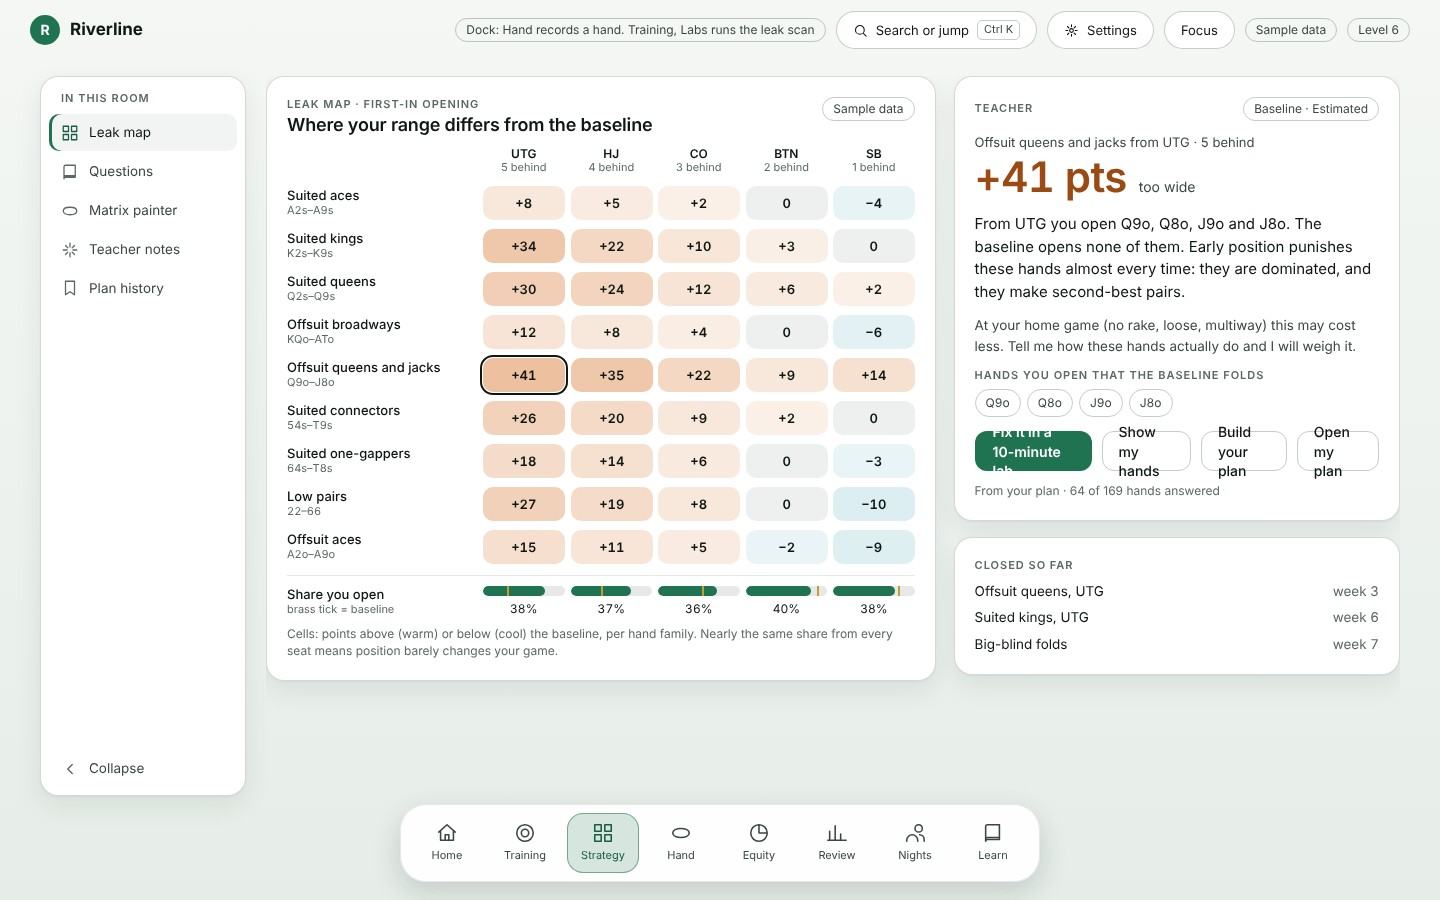 R Riverline
Dock: Hand records a hand. Training, Labs runs the leak scan
Search or jump Ctrl K
Settings
Focus
Sample data
Level 6
IN THIS ROOM
Leak map
Questions
Matrix painter
Teacher notes
Plan history
Collapse
LEAK MAP · FIRST-IN OPENING
Where your range differs from the baseline
Sample data
UTG HJ CO BTN SB
5 behind 4 behind 3 behind 2 behind 1 behind
Suited aces
A2s–A9s
+8 +5 +2 0 −4
Suited kings
K2s–K9s
+34 +22 +10 +3 0
Suited queens
Q2s–Q9s
+30 +24 +12 +6 +2
Offsuit broadways
KQo–ATo
+12 +8 +4 0 −6
Offsuit queens and jacks
Q9o–J8o
+41 +35 +22 +9 +14
Suited connectors
54s–T9s
+26 +20 +9 +2 0
Suited one-gappers
64s–T8s
+18 +14 +6 0 −3
Low pairs
22–66
+27 +19 +8 0 −10
Offsuit aces
A2o–A9o
+15 +11 +5 −2 −9
Share you open
brass tick = baseline
38% 37% 36% 40% 38%
Cells: points above (warm) or below (cool) the baseline, per hand family. Nearly the same share from every
seat means position barely changes your game.
TEACHER
Baseline · Estimated
Offsuit queens and jacks from UTG · 5 behind
+41 pts too wide
From UTG you open Q9o, Q8o, J9o and J8o. The
baseline opens none of them. Early position punishes
these hands almost every time: they are dominated, and
they make second-best pairs.
At your home game (no rake, loose, multiway) this may cost
less. Tell me how these hands actually do and I will weigh it.
HANDS YOU OPEN THAT THE BASELINE FOLDS
Q9o Q8o J9o J8o
Fix it in a
10-minute
lab
Show
my
hands
Build
your
plan
Open
my
plan
From your plan · 64 of 169 hands answered
CLOSED SO FAR
Offsuit queens, UTG week 3
Suited kings, UTG week 6
Big-blind folds week 7
Home
Training
Strategy
Hand
Equity
Review
Nights
Learn